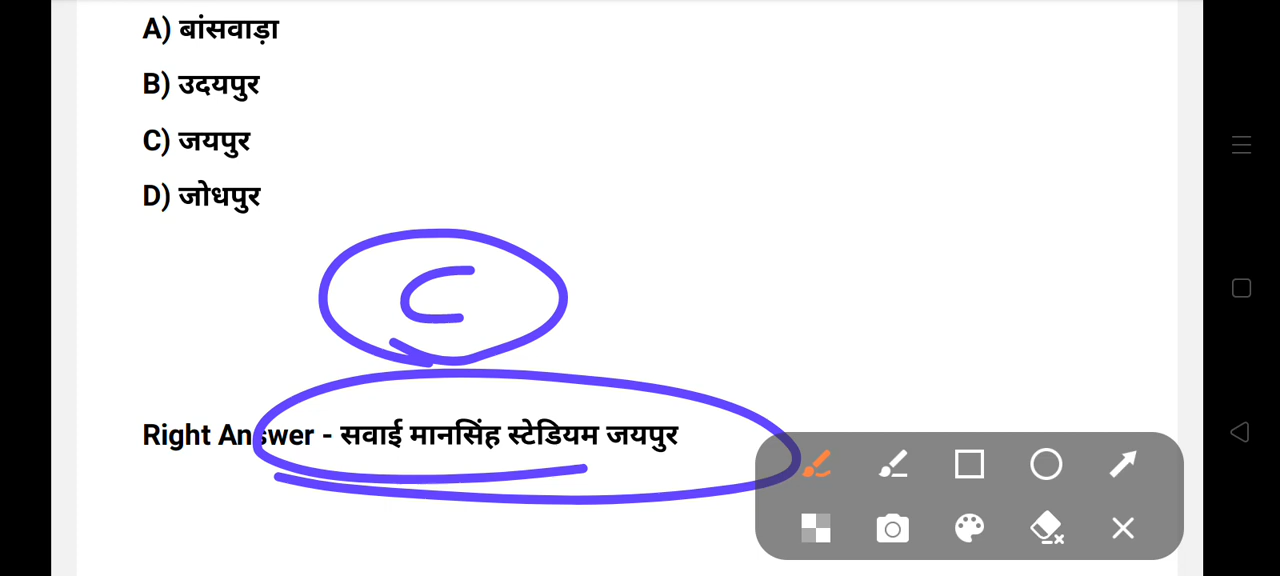 A) बांसवाड़ा
B) उदयपुर
C) जयपुर
D) जोधपुर
C
Right Answer - सवाई मानसिंह स्टेडियम जयपुर